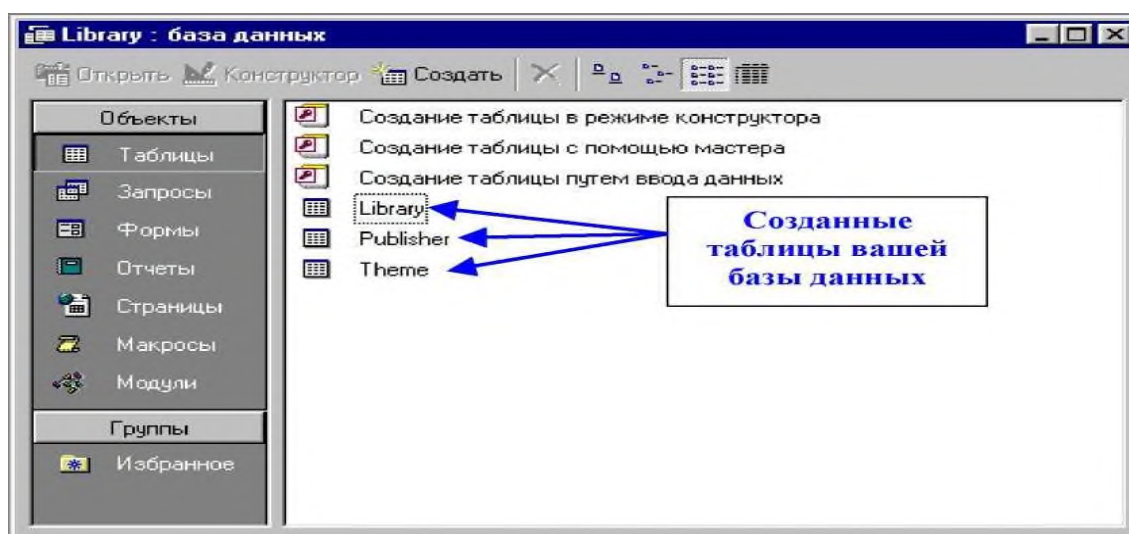 Library : база данных
Открыть Конструктор Создать
Объекты
Таблицы
Запросы
Формы
Отчеты
Страницы
Макросы
Модули
Группы
Избранное
Создание таблицы в режиме конструктора
Создание таблицы с помощью мастера
Создание таблицы путем ввода данных
Library
Publisher
Theme
Созданные
таблицы вашей
базы данных